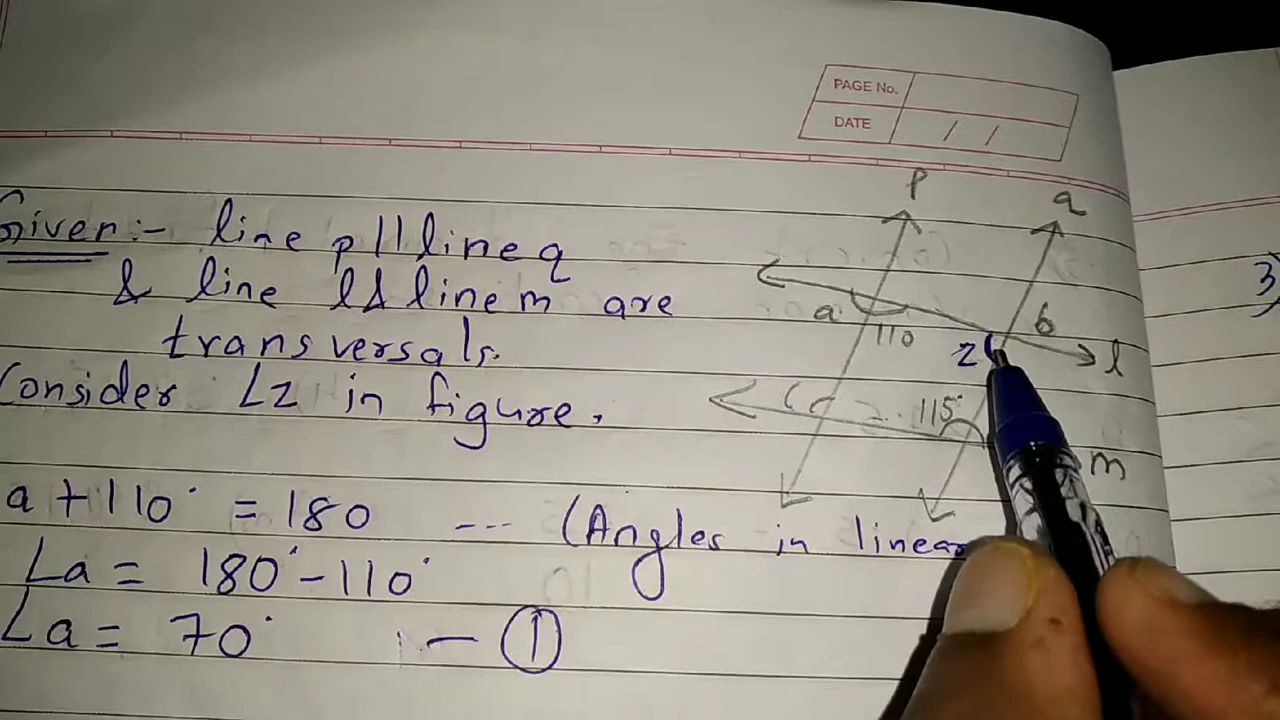 PAGE No.
DATE / /
Given:- line p || line q
& line l & line m are
transversals.
Consider ∠z in figure.
a + 110° = 180 --- (Angles in linear
∠a = 180° - 110°
∠a = 70° - ①
p
q
a
110
b
z
l
c
115°
m
3)